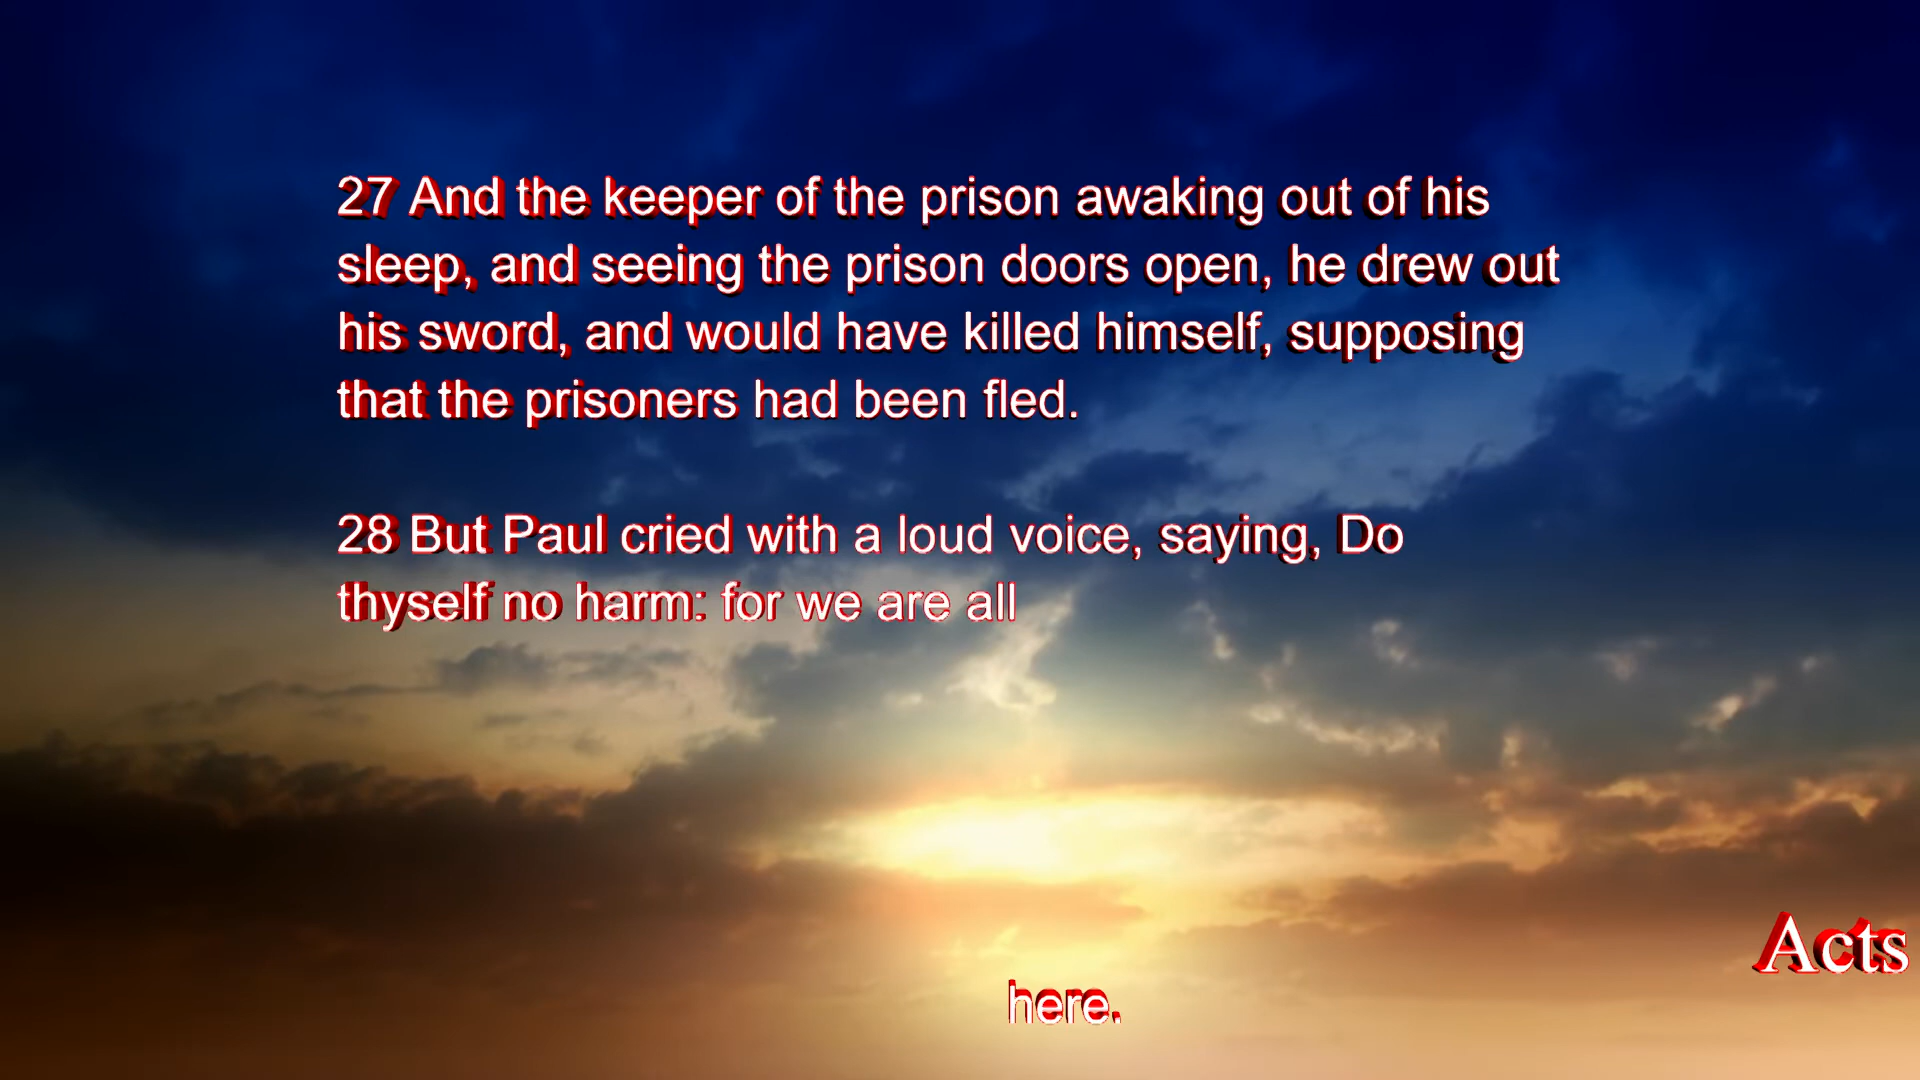 27 And the keeper of the prison awaking out of his
sleep, and seeing the prison doors open, he drew out
his sword, and would have killed himself, supposing
that the prisoners had been fled.
28 But Paul cried with a loud voice, saying, Do
thyself no harm: for we are all
here.
Acts